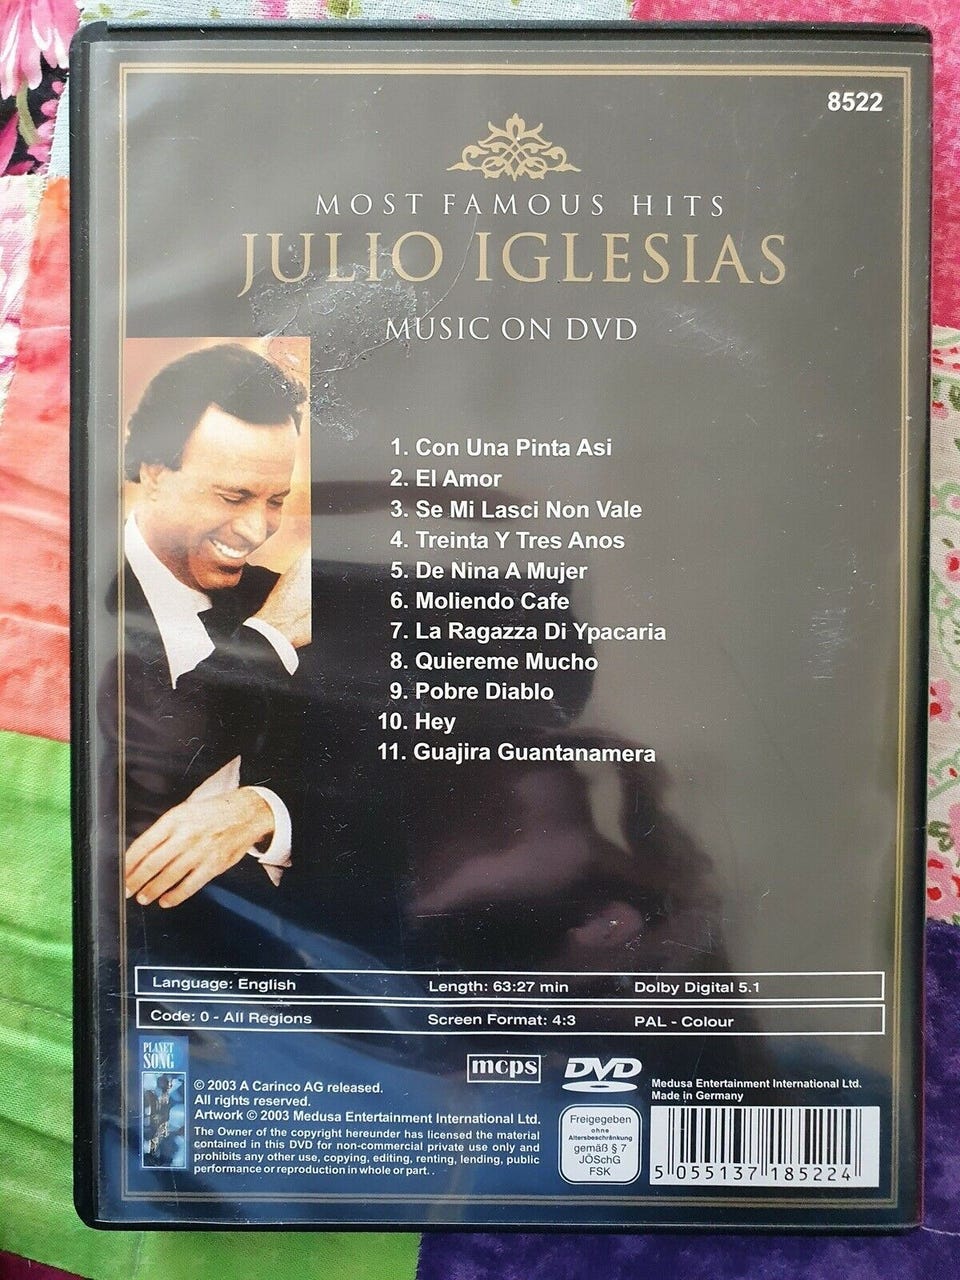 8522
MOST FAMOUS HITS
JULIO IGLESIAS
MUSIC ON DVD
1. Con Una Pinta Asi
2. El Amor
3. Se Mi Lasci Non Vale
4. Treinta Y Tres Anos
5. De Nina A Mujer
6. Moliendo Cafe
7. La Ragazza Di Ypacaria
8. Quiereme Mucho
9. Pobre Diablo
10. Hey
11. Guajira Guantanamera
Language: English Length: 63:27 min Dolby Digital 5.1
Code: 0 - All Regions Screen Format: 4:3 PAL - Colour
PLANET
SONG
© 2003 A Carinco AG released.
All rights reserved.
Artwork © 2003 Medusa Entertainment International Ltd.
The Owner of the copyright hereunder has licensed the material
contained in this DVD for non-commercial private use only and
prohibits any other use, copying, editing, renting, lending, public
performance or reproduction in whole or part. .
mcps
DVD
Freigegeben
ohne
Altersbeschränkung
gemäß § 7
JÖSchG
FSK
Medusa Entertainment International Ltd.
Made in Germany
5 055137 185224